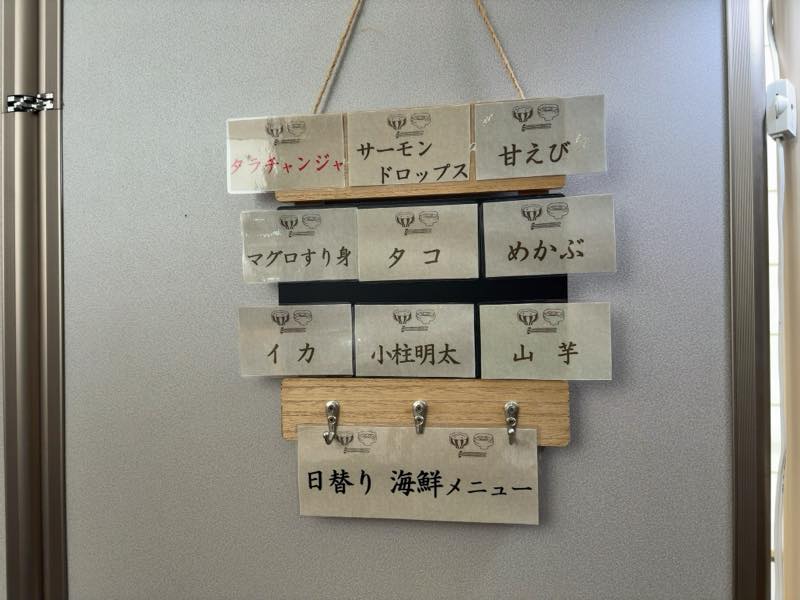 タラチャンジャ
サーモン
ドロップス
甘えび
マグロすり身
タコ
めかぶ
イカ
小柱明太
山芋
日替り 海鮮メニュー